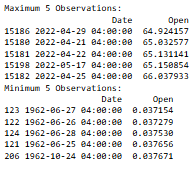 Maximum 5 Observations:
Date Open
15186 2022-04-29 04:00:00 64.924157
15180 2022-04-21 04:00:00 65.032577
15181 2022-04-22 04:00:00 65.131141
15198 2022-05-17 04:00:00 65.150854
15182 2022-04-25 04:00:00 66.037933
Minimum 5 Observations:
Date Open
123 1962-06-27 04:00:00 0.037154
122 1962-06-26 04:00:00 0.037279
124 1962-06-28 04:00:00 0.037530
121 1962-06-25 04:00:00 0.037656
206 1962-10-24 04:00:00 0.037671